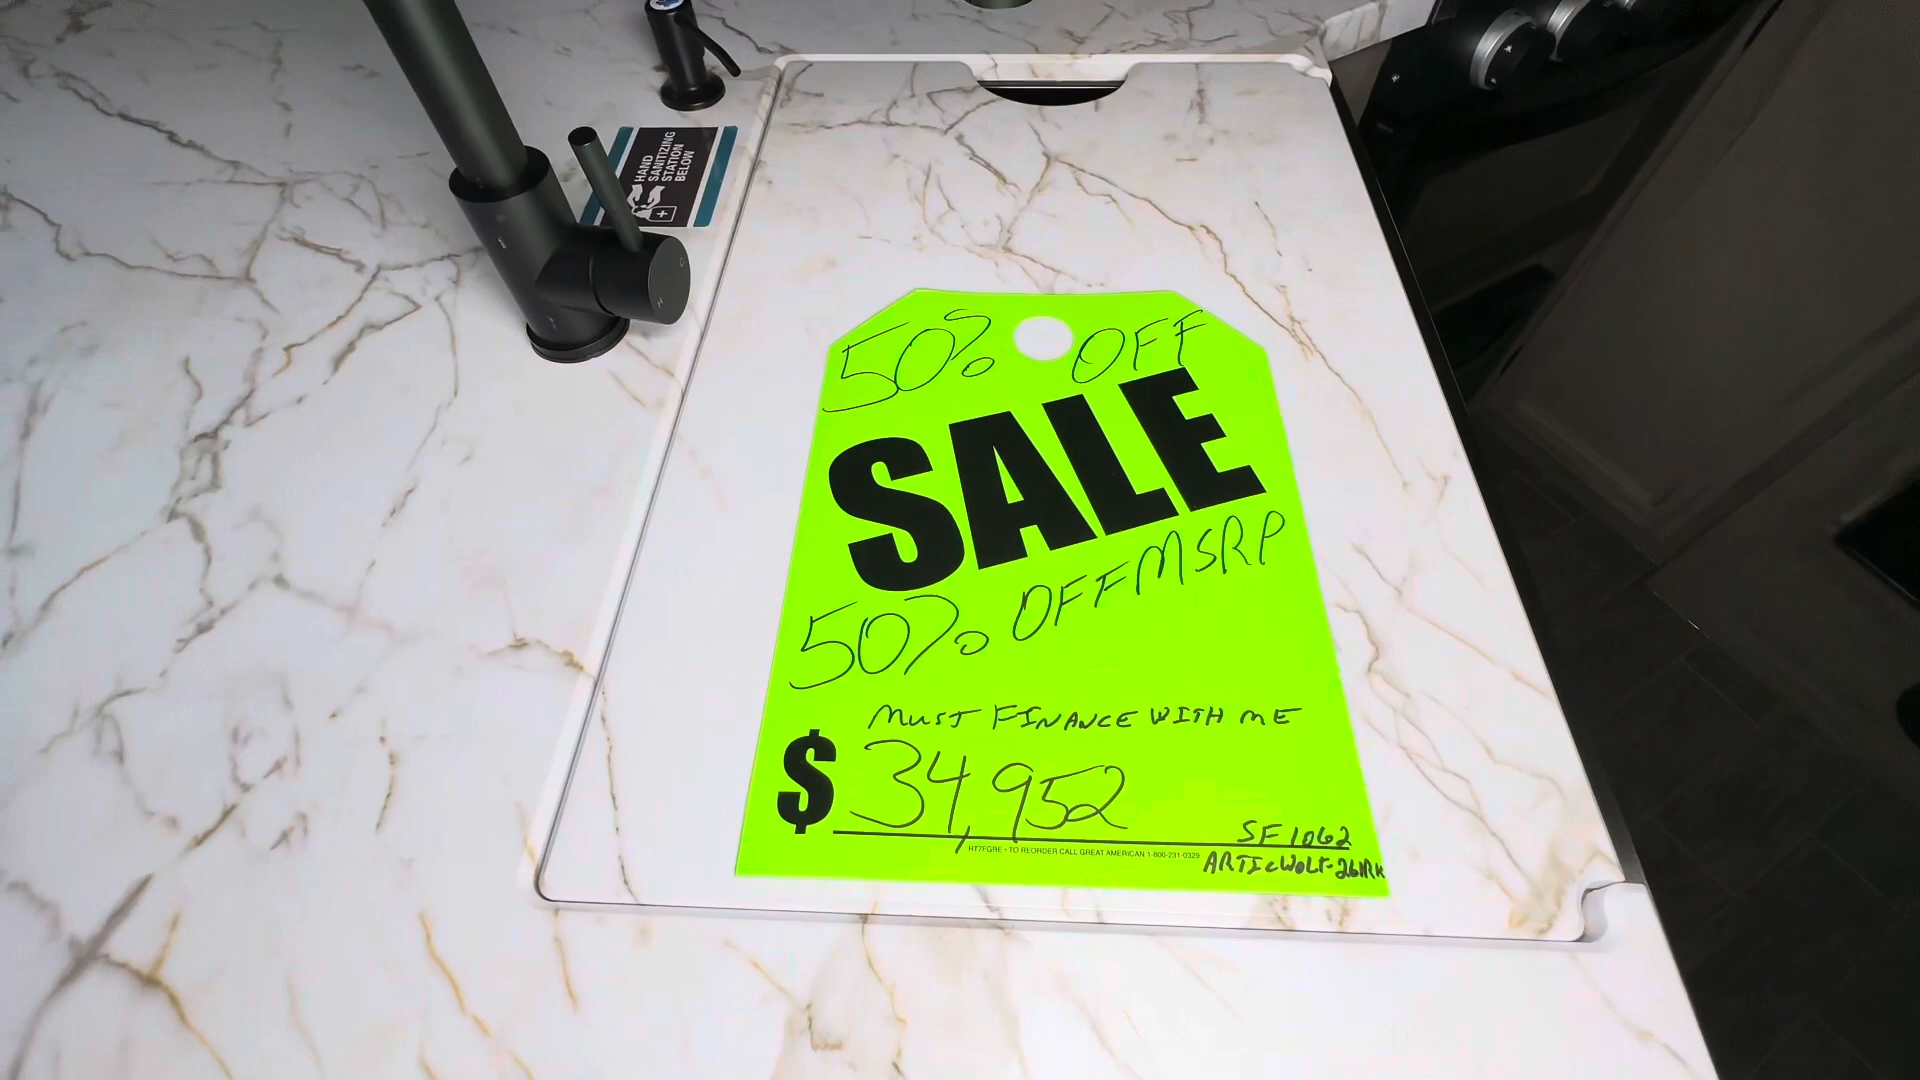 HAND
SANITIZING
STATION
BELOW
50% OFF
SALE
50% OFF MSRP
MUST FINANCE WITH ME
$ 34,952
SF1062
HT7FGRE • TO REORDER CALL GREAT AMERICAN 1-800-231-0329
ARTIcWOLF-261RK